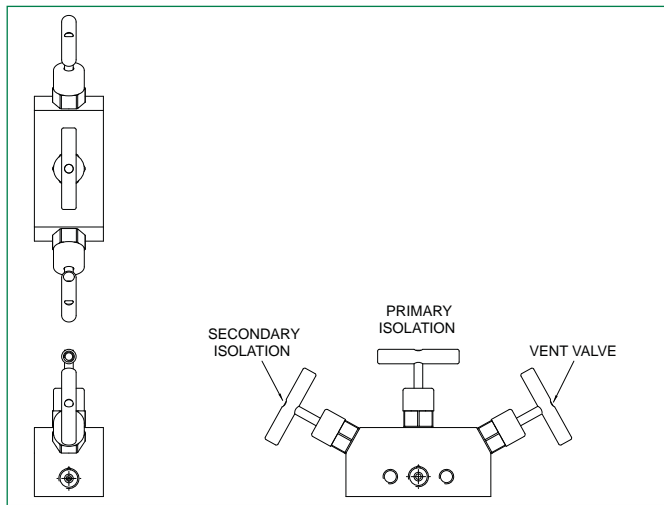 SECONDARY
ISOLATION
PRIMARY
ISOLATION
VENT VALVE